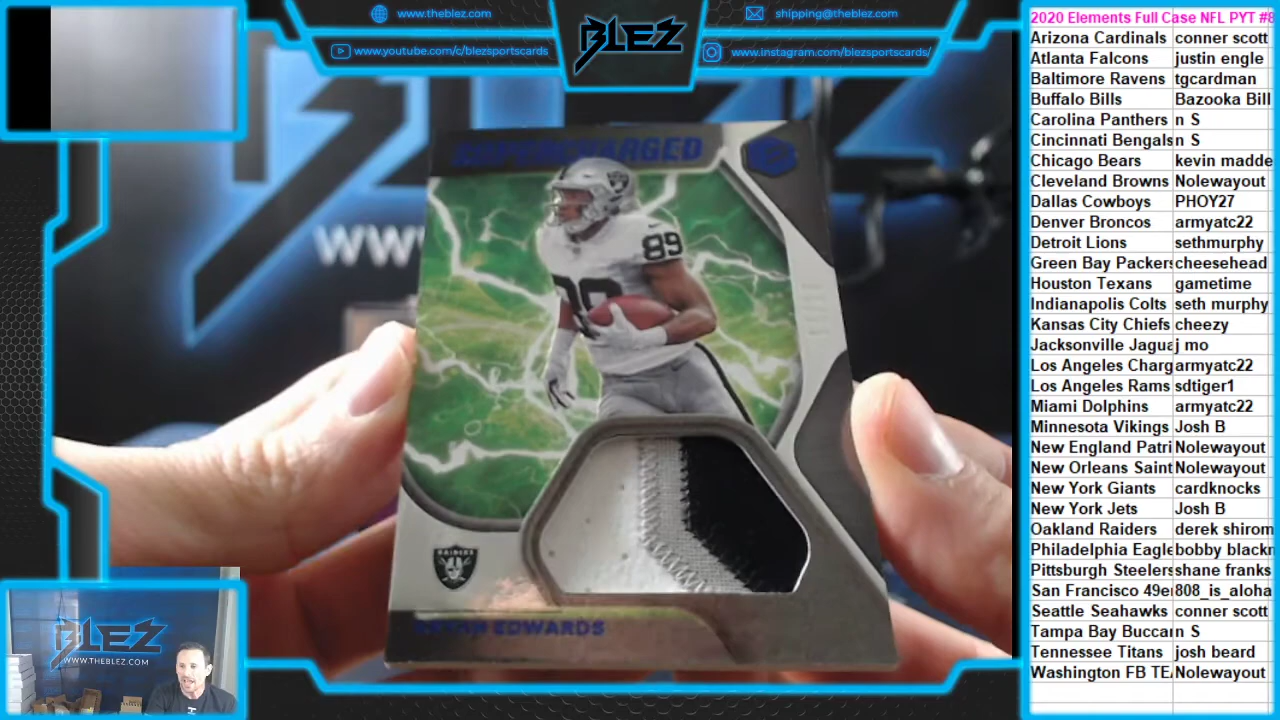 www.theblez.com
shipping@theblez.com
www.youtube.com/c/blezsportscards
www.instagram.com/blezsportscards/
BLEZ
SUPERCHARGED
WW
89
89
RAIDERS
BRYAN EDWARDS
BLEZ
WWW.THEBLEZ.COM
2020 Elements Full Case NFL PYT #8
Arizona Cardinals conner scott
Atlanta Falcons justin engle
Baltimore Ravens tgcardman
Buffalo Bills Bazooka Bill
Carolina Panthers n S
Cincinnati Bengals n S
Chicago Bears kevin madde
Cleveland Browns Nolewayout
Dallas Cowboys PHOY27
Denver Broncos armyatc22
Detroit Lions sethmurphy
Green Bay Packers cheesehead
Houston Texans gametime
Indianapolis Colts seth murphy
Kansas City Chiefs cheezy
Jacksonville Jagua j mo
Los Angeles Charg armyatc22
Los Angeles Rams sdtiger1
Miami Dolphins armyatc22
Minnesota Vikings Josh B
New England Patri Nolewayout
New Orleans Saint Nolewayout
New York Giants cardknocks
New York Jets Josh B
Oakland Raiders derek shirom
Philadelphia Eagle bobby blackn
Pittsburgh Steelers shane franks
San Francisco 49e 808_is_aloha
Seattle Seahawks conner scott
Tampa Bay Buccan n S
Tennessee Titans josh beard
Washington FB TEA Nolewayout